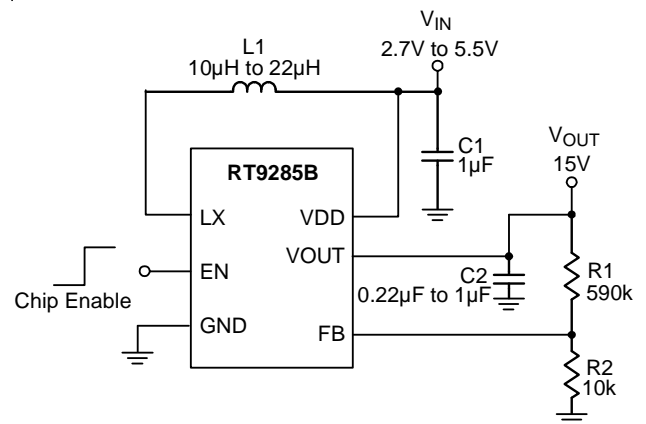 VIN
2.7V to 5.5V
L1
10µH to 22µH
C1
1µF
VOUT
15V
RT9285B
LX
VDD
VOUT
EN
Chip Enable
C2
0.22µF to 1µF
R1
590k
GND
FB
R2
10k